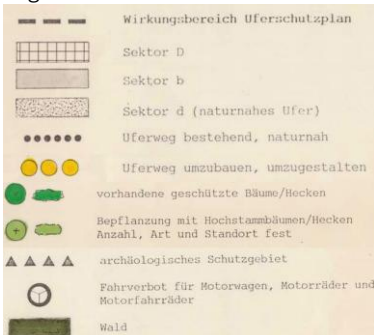 Wirkungsbereich Uferschutzplan
Sektor D
Sektor b
Sektor d (naturnahes Ufer)
Uferweg bestehend, naturnah
Uferweg umzubauen, umzugestalten
vorhandene geschützte Bäume/Hecken
Bepflanzung mit Hochstammbäumen/Hecken
Anzahl, Art und Standort fest
archäologisches Schutzgebiet
Fahrverbot für Motorwagen, Motorräder und
Motorfahrräder
Wald